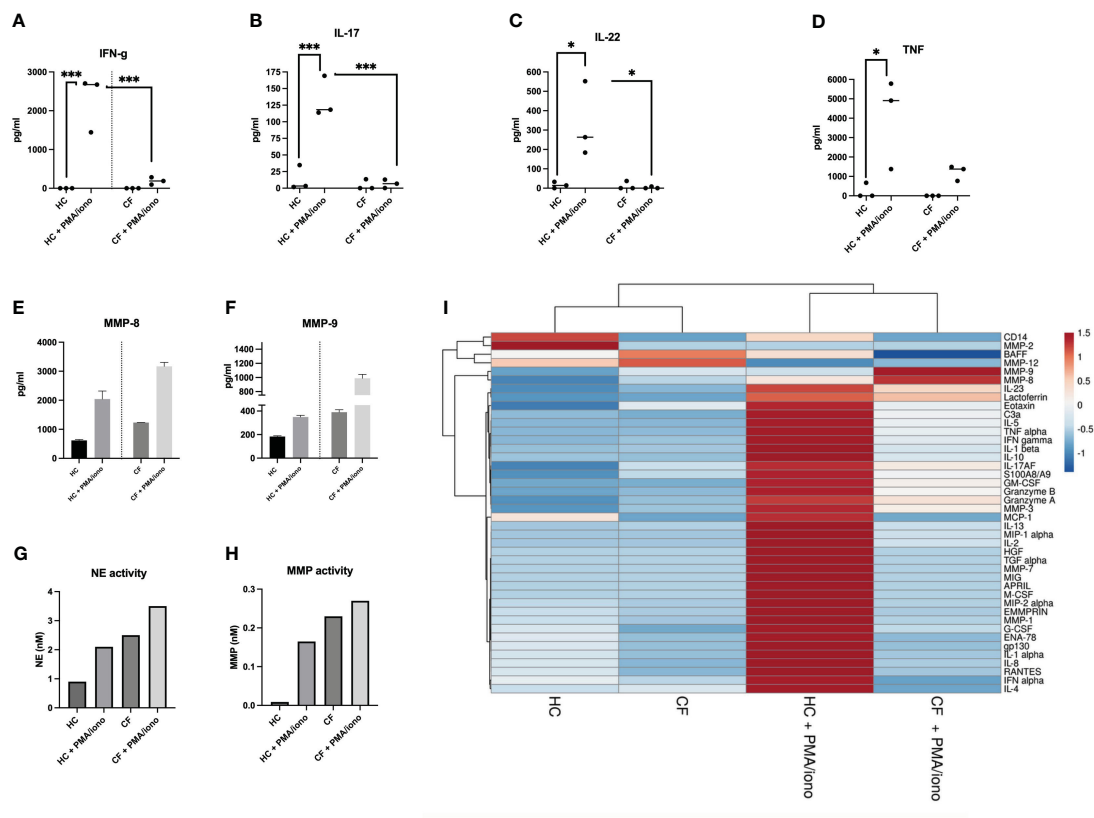 A
IFN-g
3000
2000
1000
0
pg/ml
***
***
HC
HC + PMA/iono
CF
CF + PMA/iono
B
IL-17
175
150
125
100
75
50
25
0
pg/ml
***
***
HC
HC + PMA/iono
CF
CF + PMA/iono
C
IL-22
600
500
400
300
200
100
0
pg/ml
*
*
HC
HC + PMA/iono
CF
CF + PMA/iono
D
TNF
6000
5000
4000
3000
2000
1000
0
pg/ml
*
HC
HC + PMA/iono
CF
CF + PMA/iono
E
MMP-8
4000
3000
2000
1000
0
pg/ml
HC
HC + PMA/iono
CF
CF + PMA/iono
F
MMP-9
1400
1200
1000
800
600
400
200
0
pg/ml
HC
HC + PMA/iono
CF
CF + PMA/iono
G
NE activity
4
3
2
1
0
NE (nM)
HC
HC + PMA/iono
CF
CF + PMA/iono
H
MMP activity
0.3
0.2
0.1
0.0
MMP (nM)
HC
HC + PMA/iono
CF
CF + PMA/iono
I
CD14
MMP-2
BAFF
MMP-12
MMP-9
MMP-8
IL-23
Lactoferrin
Eotaxin
C3a
IL-5
TNF alpha
IFN gamma
IL-1 beta
IL-10
IL-17AF
S100A8/A9
GM-CSF
Granzyme B
Granzyme A
MMP-3
MCP-1
IL-13
MIP-1 alpha
IL-2
HGF
TGF alpha
MMP-7
MIG
APRIL
M-CSF
MIP-2 alpha
EMMPRIN
MMP-1
G-CSF
ENA-78
gp130
IL-1 alpha
IL-8
RANTES
IFN alpha
IL-4
HC
CF
HC + PMA/iono
CF + PMA/iono
1.5
1
0.5
0
-0.5
-1